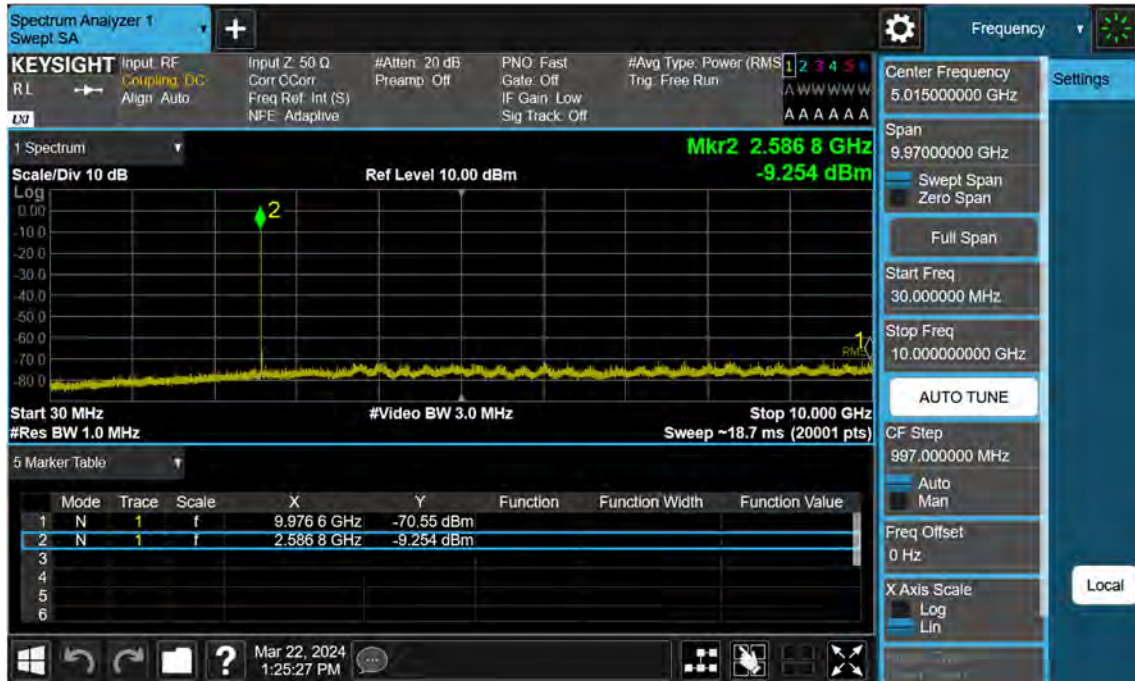 Spectrum Analyzer 1
Swept SA
Frequency
KEYSIGHT
RL
LXI
Input: RF
Coupling: DC
Align: Auto
Input Z: 50 Ω
Corr CCorr
Freq Ref: Int (S)
NFE: Adaptive
#Atten: 20 dB
Preamp: Off
PNO: Fast
Gate: Off
IF Gain: Low
Sig Track: Off
#Avg Type: Power (RMS
Trig: Free Run
1 2 3 4 5 6
A W W W W W
A A A A A A
1 Spectrum
Scale/Div 10 dB
Ref Level 10.00 dBm
Mkr2 2.586 8 GHz
-9.254 dBm
Log
0.00
-10.0
-20.0
-30.0
-40.0
-50.0
-60.0
-70.0
-80.0
2
1
RMS
Start 30 MHz
#Video BW 3.0 MHz
Stop 10.000 GHz
#Res BW 1.0 MHz
Sweep ~18.7 ms (20001 pts)
5 Marker Table
Mode Trace Scale X Y Function Function Width Function Value
1 N 1 f 9.976 6 GHz -70.55 dBm
2 N 1 f 2.586 8 GHz -9.254 dBm
3
4
5
6
Mar 22, 2024
1:25:27 PM
?
Center Frequency
5.015000000 GHz
Span
9.97000000 GHz
Swept Span
Zero Span
Full Span
Start Freq
30.000000 MHz
Stop Freq
10.000000000 GHz
AUTO TUNE
CF Step
997.000000 MHz
Auto
Man
Freq Offset
0 Hz
X Axis Scale
Log
Lin
Settings
Local